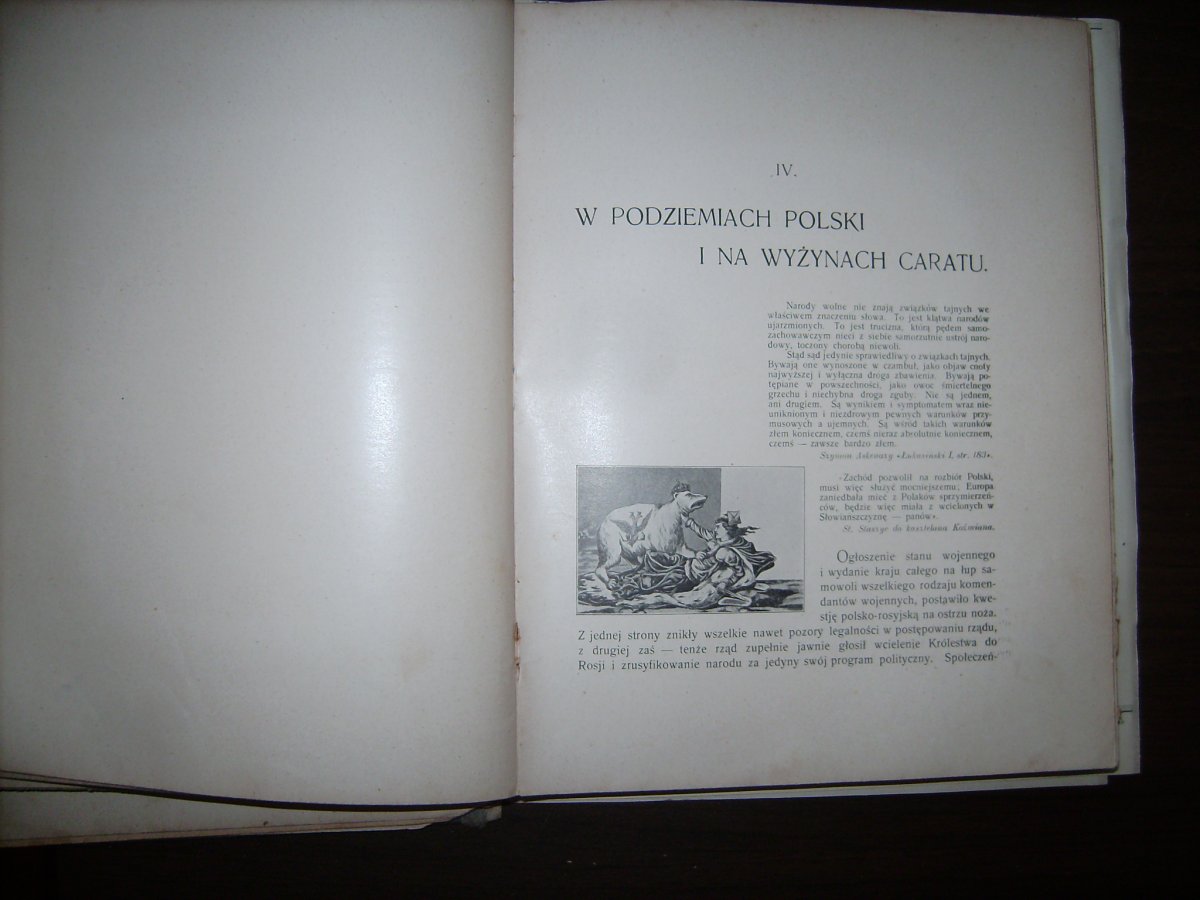 IV.
W PODZIEMIACH POLSKI
I NA WYŻYNACH CARATU.
Narody wolne nie znają związków tajnych we
właściwem znaczeniu słowa. To jest klątwa narodów
ujarzmionych. To jest trucizna, którą pędem samo-
zachowawczym nieci z siebie samorzutnie ustrój naro-
dowy, toczony chorobą niewoli.
Stąd sąd jedynie sprawiedliwy o związkach tajnych.
Bywają one wynoszone w czambuł, jako objaw cnoty
najwyższej i wyłączna droga zbawienia. Bywają po-
tępiane w powszechności, jako owoc śmiertelnego
grzechu i niechybna droga zguby. Nie są jednem,
ani drugiem. Są wynikiem i symptomatem wraz nie-
uniknionym i niezdrowym pewnych warunków przy-
musowych a ujemnych. Są wśród takich warunków
złem koniecznem, czemś nieraz absolutnie koniecznem,
czemś — zawsze bardzo złem.
Szymon Askenazy «Łukasiński I, str. 183».
«Zachód pozwolił na rozbiór Polski,
musi więc służyć mocniejszemu; Europa
zaniedbała mieć z Polaków sprzymierzeń-
ców, będzie więc miała z wcielonych w
Słowiańszczyznę — panów».
St. Staszyc do kasztelana Koźmiana.
Ogłoszenie stanu wojennego
i wydanie kraju całego na łup sa-
mowoli wszelkiego rodzaju komen-
dantów wojennych, postawiło kwe-
stję polsko-rosyjską na ostrzu noża.
Z jednej strony znikły wszelkie nawet pozory legalności w postępowaniu rządu,
z drugiej zaś — tenże rząd zupełnie jawnie głosił wcielenie Królestwa do
Rosji i zrusyfikowanie narodu za jedyny swój program polityczny. Społeczeń-